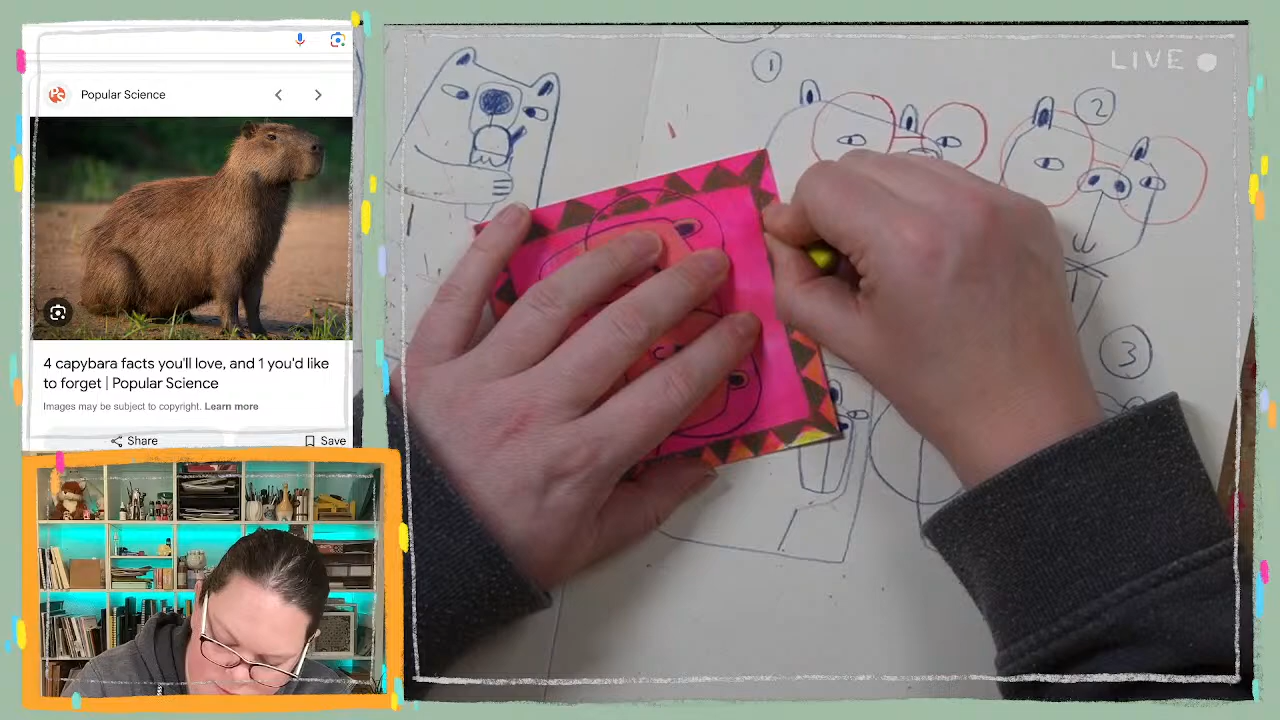 Popular Science
4 capybara facts you'll love, and 1 you'd like
to forget | Popular Science
Images may be subject to copyright. Learn more
Share
Save
LIVE
1
2
3